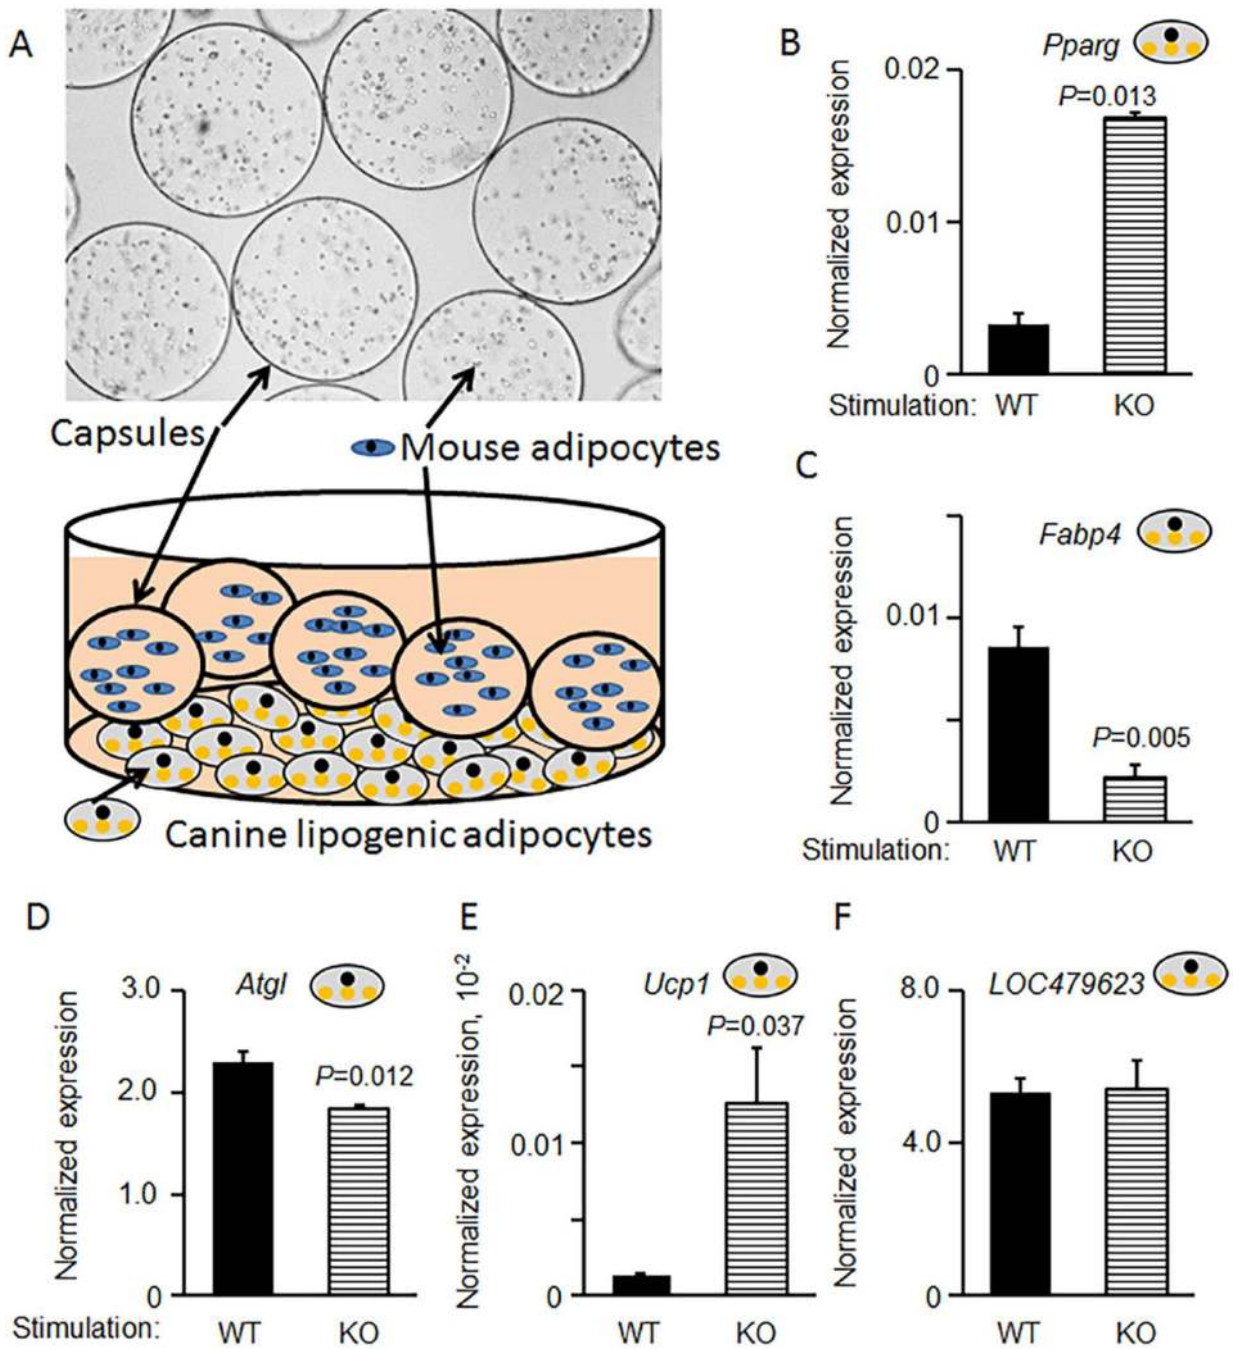 A
Capsules
Mouse adipocytes
Canine lipogenic adipocytes
B
Pparg
P=0.013
Normalized expression
0.02
0.01
0
Stimulation: WT KO
C
Fabp4
P=0.005
Normalized expression
0.01
0
Stimulation: WT KO
D
Atgl
P=0.012
Normalized expression
3.0
2.0
1.0
0
Stimulation: WT KO
E
Ucp1
P=0.037
Normalized expression, 10⁻²
0.02
0.01
0
WT KO
F
LOC479623
Normalized expression
8.0
4.0
0
WT KO